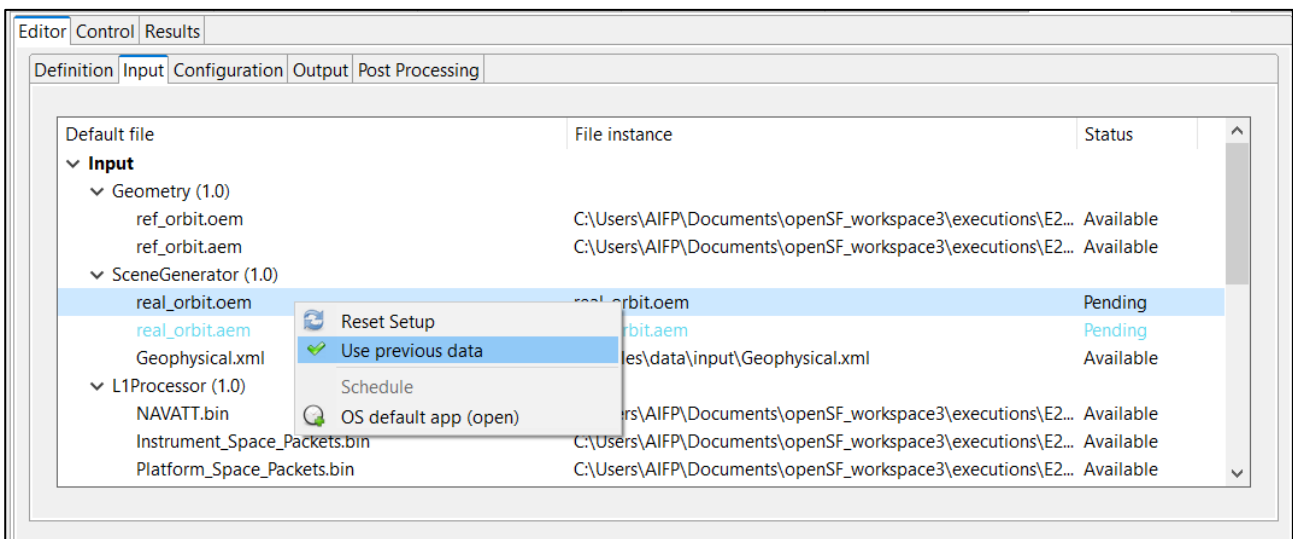 Editor Control Results
Definition Input Configuration Output Post Processing
Default file File instance Status
Input
Geometry (1.0)
ref_orbit.oem C:\Users\AIFP\Documents\openSF_workspace3\executions\E2... Available
ref_orbit.aem C:\Users\AIFP\Documents\openSF_workspace3\executions\E2... Available
SceneGenerator (1.0)
real_orbit.oem real_orbit.oem Pending
Reset Setup
real_orbit.aem rbit.aem Pending
Use previous data
Geophysical.xml les\data\input\Geophysical.xml Available
Schedule
L1Processor (1.0)
OS default app (open)
NAVATT.bin rs\AIFP\Documents\openSF_workspace3\executions\E2... Available
Instrument_Space_Packets.bin C:\Users\AIFP\Documents\openSF_workspace3\executions\E2... Available
Platform_Space_Packets.bin C:\Users\AIFP\Documents\openSF_workspace3\executions\E2... Available